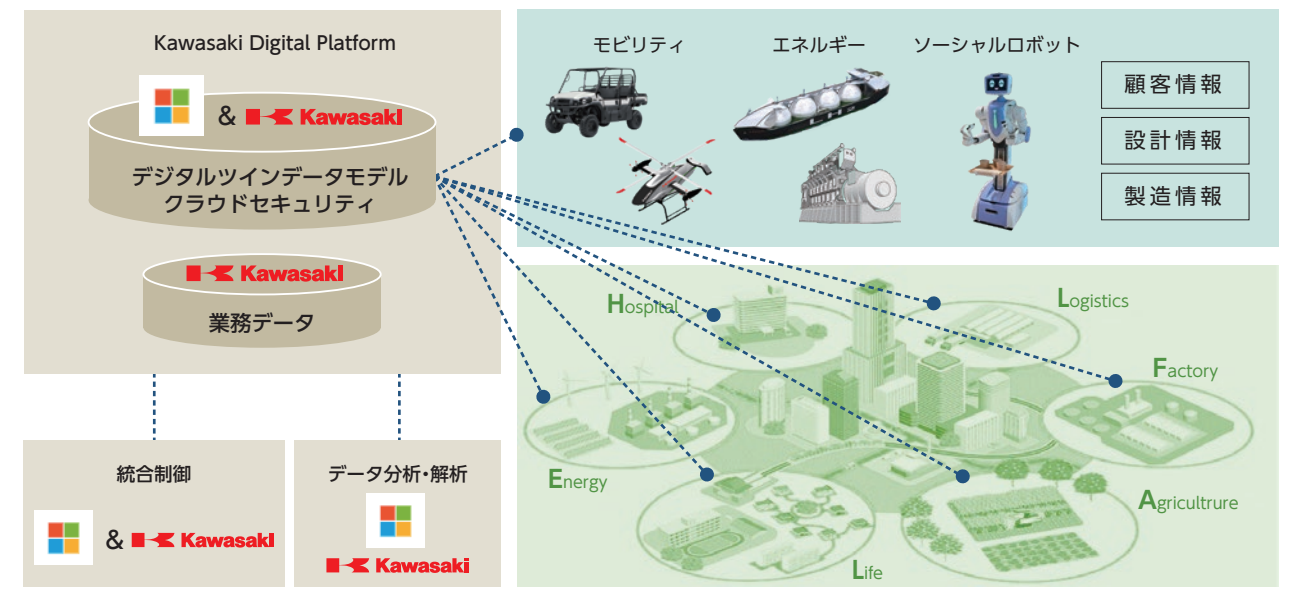 Kawasaki Digital Platform
& Kawasaki
デジタルツインデータモデル
クラウドセキュリティ
Kawasaki
業務データ
統合制御
& Kawasaki
データ分析・解析
Kawasaki
モビリティ
エネルギー
ソーシャルロボット
顧客情報
設計情報
製造情報
Hospital
Logistics
Factory
Energy
Agricultrure
Life